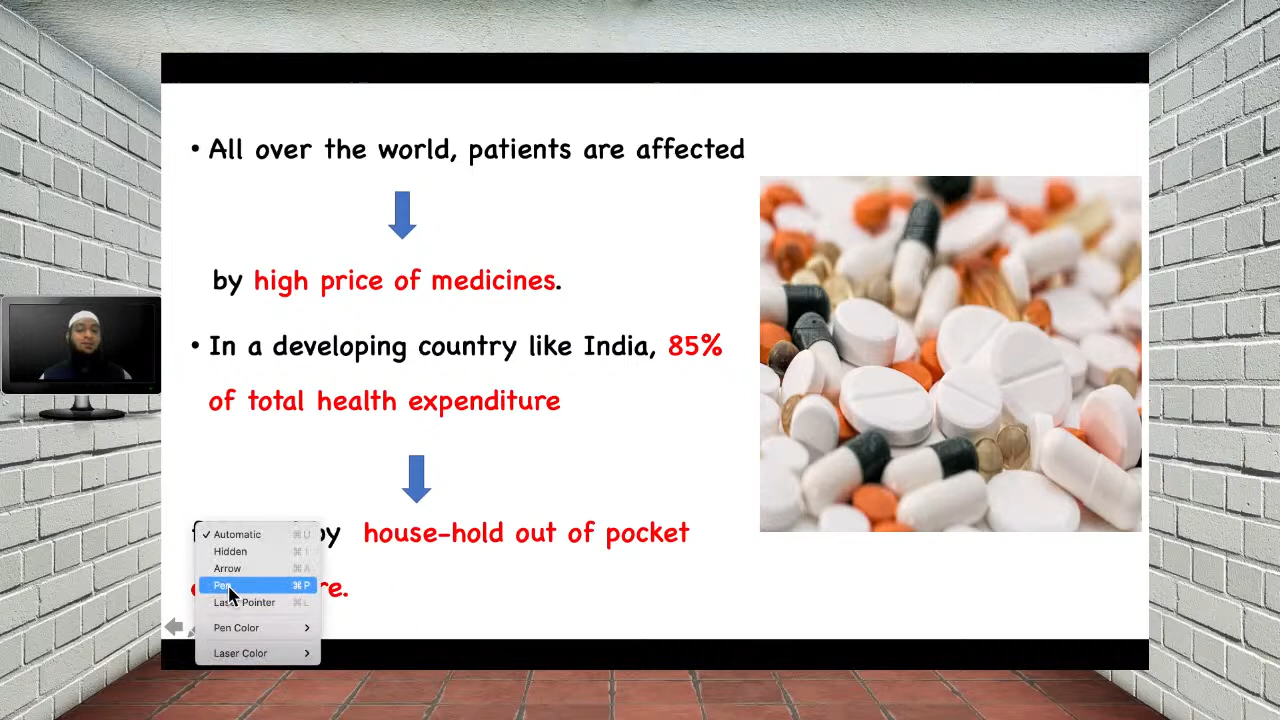 • All over the world, patients are affected
by high price of medicines.
• In a developing country like India, 85%
of total health expenditure
by house-hold out of pocket
✓ Automatic ⌘U
Hidden
Arrow ⌘A
Pen ⌘P
Laser Pointer ⌘L
Pen Color >
Laser Color >